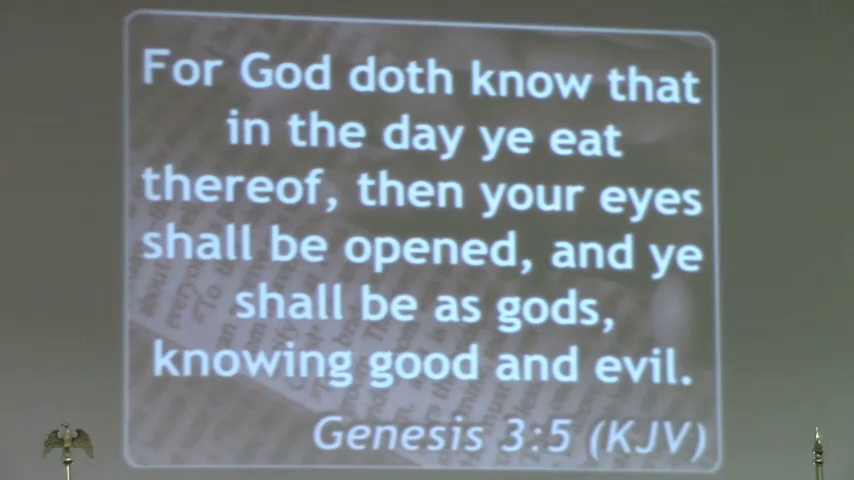 For God doth know that
in the day ye eat
thereof, then your eyes
shall be opened, and ye
shall be as gods,
knowing good and evil.
Genesis 3:5 (KJV)